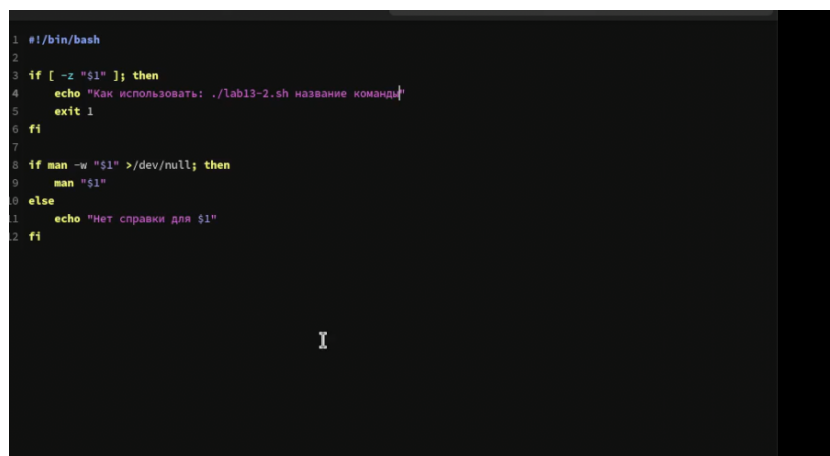 1 #!/bin/bash
2
3 if [ -z "$1" ]; then
4     echo "Как использовать: ./lab13-2.sh название команды"
5     exit 1
6 fi
7
8 if man -w "$1" >/dev/null; then
9     man "$1"
10 else
11     echo "Нет справки для $1"
12 fi